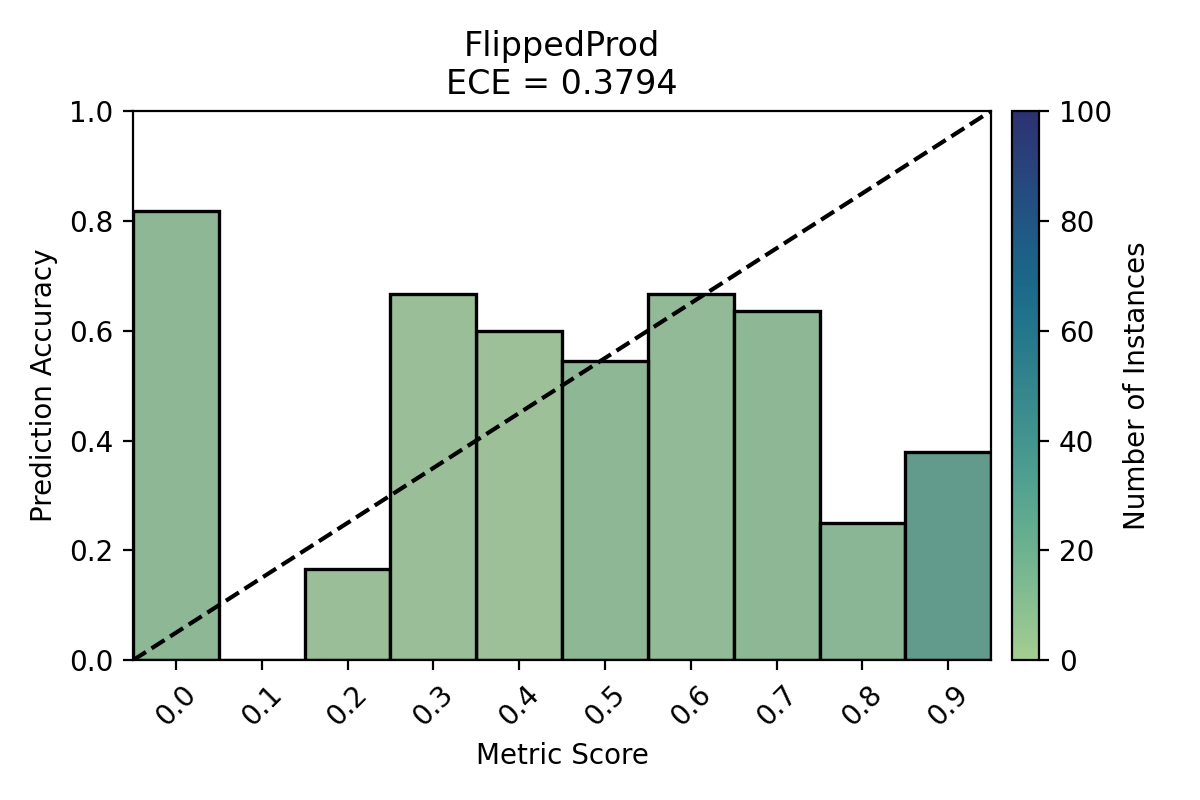 FlippedProd
ECE = 0.3794
Prediction Accuracy
1.0
0.8
0.6
0.4
0.2
0.0
0.0 0.1 0.2 0.3 0.4 0.5 0.6 0.7 0.8 0.9
Metric Score
100
80
60
40
20
0
Number of Instances